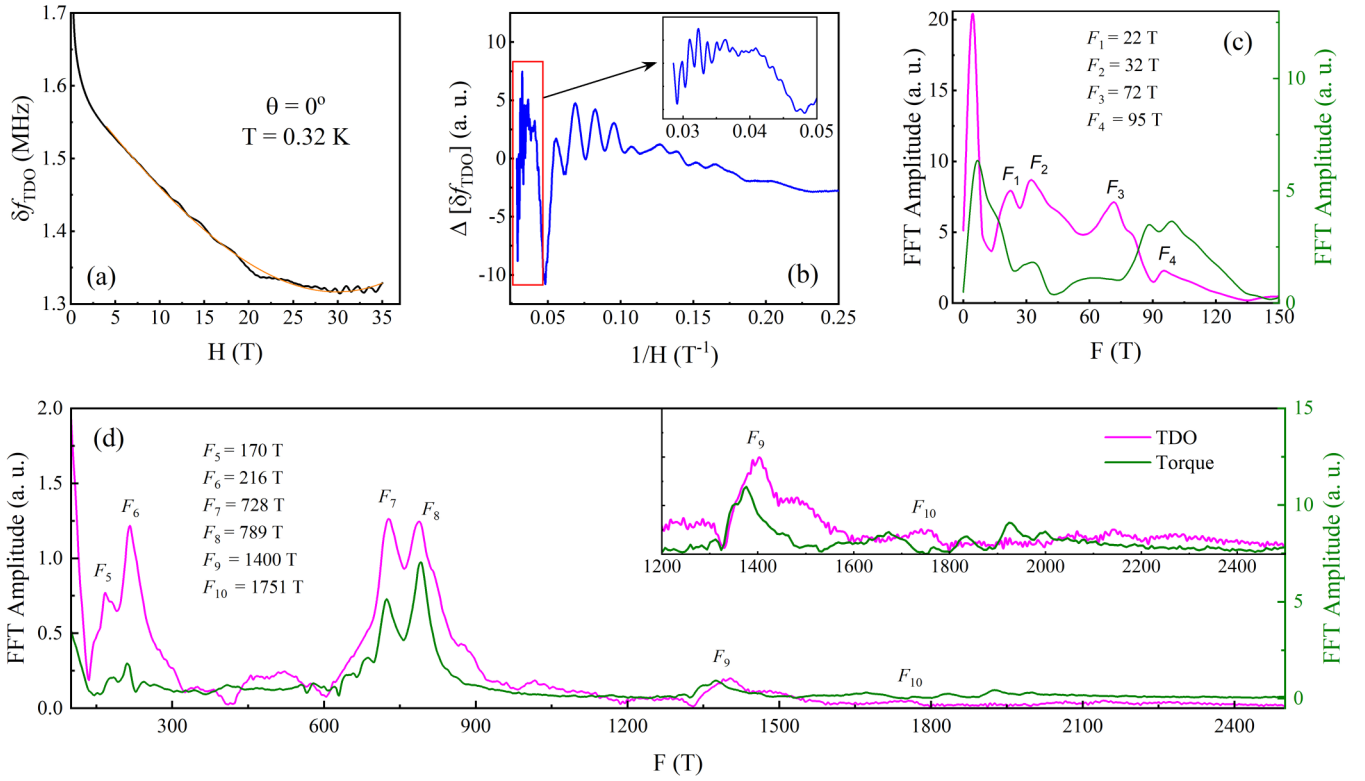 1.7
1.6
1.5
1.4
1.3
δf_TDO (MHz)
θ = 0°
T = 0.32 K
(a)
0 5 10 15 20 25 30 35
H (T)
10
5
0
-5
-10
Δ [δf_TDO] (a. u.)
0.03 0.04 0.05
(b)
0.05 0.10 0.15 0.20 0.25
1/H (T⁻¹)
20
15
10
5
0
FFT Amplitude (a. u.)
(c)
F₁ = 22 T
F₂ = 32 T
F₃ = 72 T
F₄ = 95 T
F₁
F₂
F₃
F₄
0 30 60 90 120 150
F (T)
10
5
0
FFT Amplitude (a. u.)
2.0
1.5
1.0
0.5
0.0
FFT Amplitude (a. u.)
(d)
F₅ = 170 T
F₆ = 216 T
F₇ = 728 T
F₈ = 789 T
F₉ = 1400 T
F₁₀ = 1751 T
F₅
F₆
F₇
F₈
F₉
F₁₀
F₉
F₁₀
TDO
Torque
1200 1400 1600 1800 2000 2200 2400
300 600 900 1200 1500 1800 2100 2400
F (T)
15
10
5
0
FFT Amplitude (a. u.)